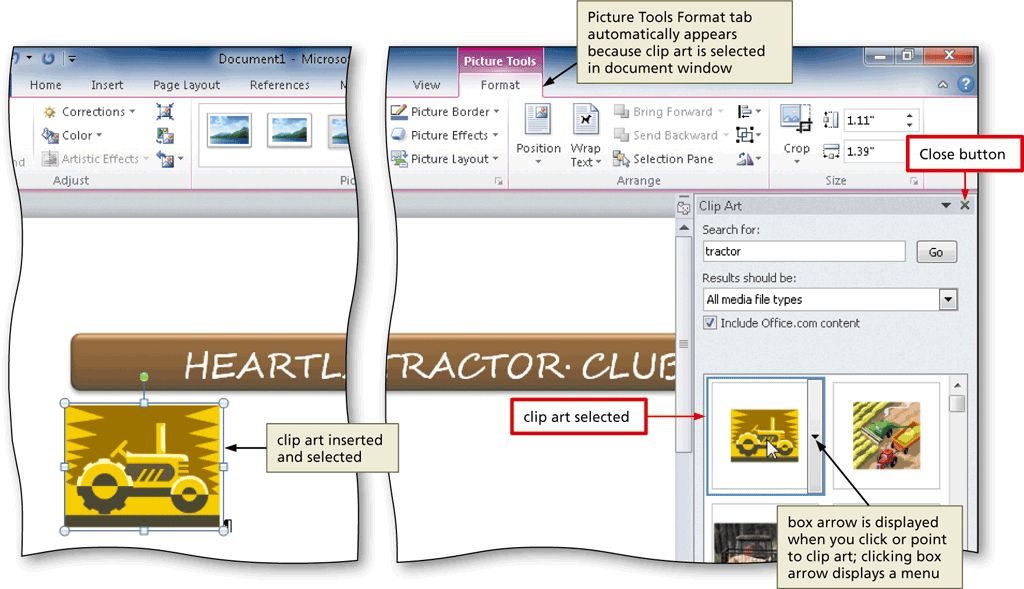 Picture Tools Format tab
automatically appears
because clip art is selected
in document window
Document1 - Microsof
Picture Tools
Home Insert Page Layout References
View Format
Corrections
Color
Artistic Effects
Adjust
Picture Border
Picture Effects
Picture Layout
Position
Wrap
Text
Bring Forward
Send Backward
Selection Pane
Arrange
Crop
1.11"
1.39"
Size
Close button
Clip Art
Search for:
tractor
Go
Results should be:
All media file types
Include Office.com content
HEARTL TRACTOR· CLUB
clip art selected
clip art inserted
and selected
¶
box arrow is displayed
when you click or point
to clip art; clicking box
arrow displays a menu